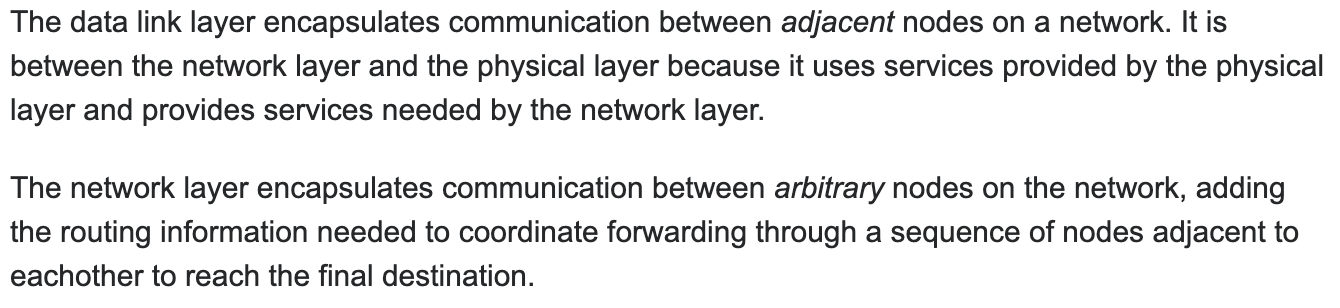 The data link layer encapsulates communication between adjacent nodes on a network. It is
between the network layer and the physical layer because it uses services provided by the physical
layer and provides services needed by the network layer.
The network layer encapsulates communication between arbitrary nodes on the network, adding
the routing information needed to coordinate forwarding through a sequence of nodes adjacent to
eachother to reach the final destination.